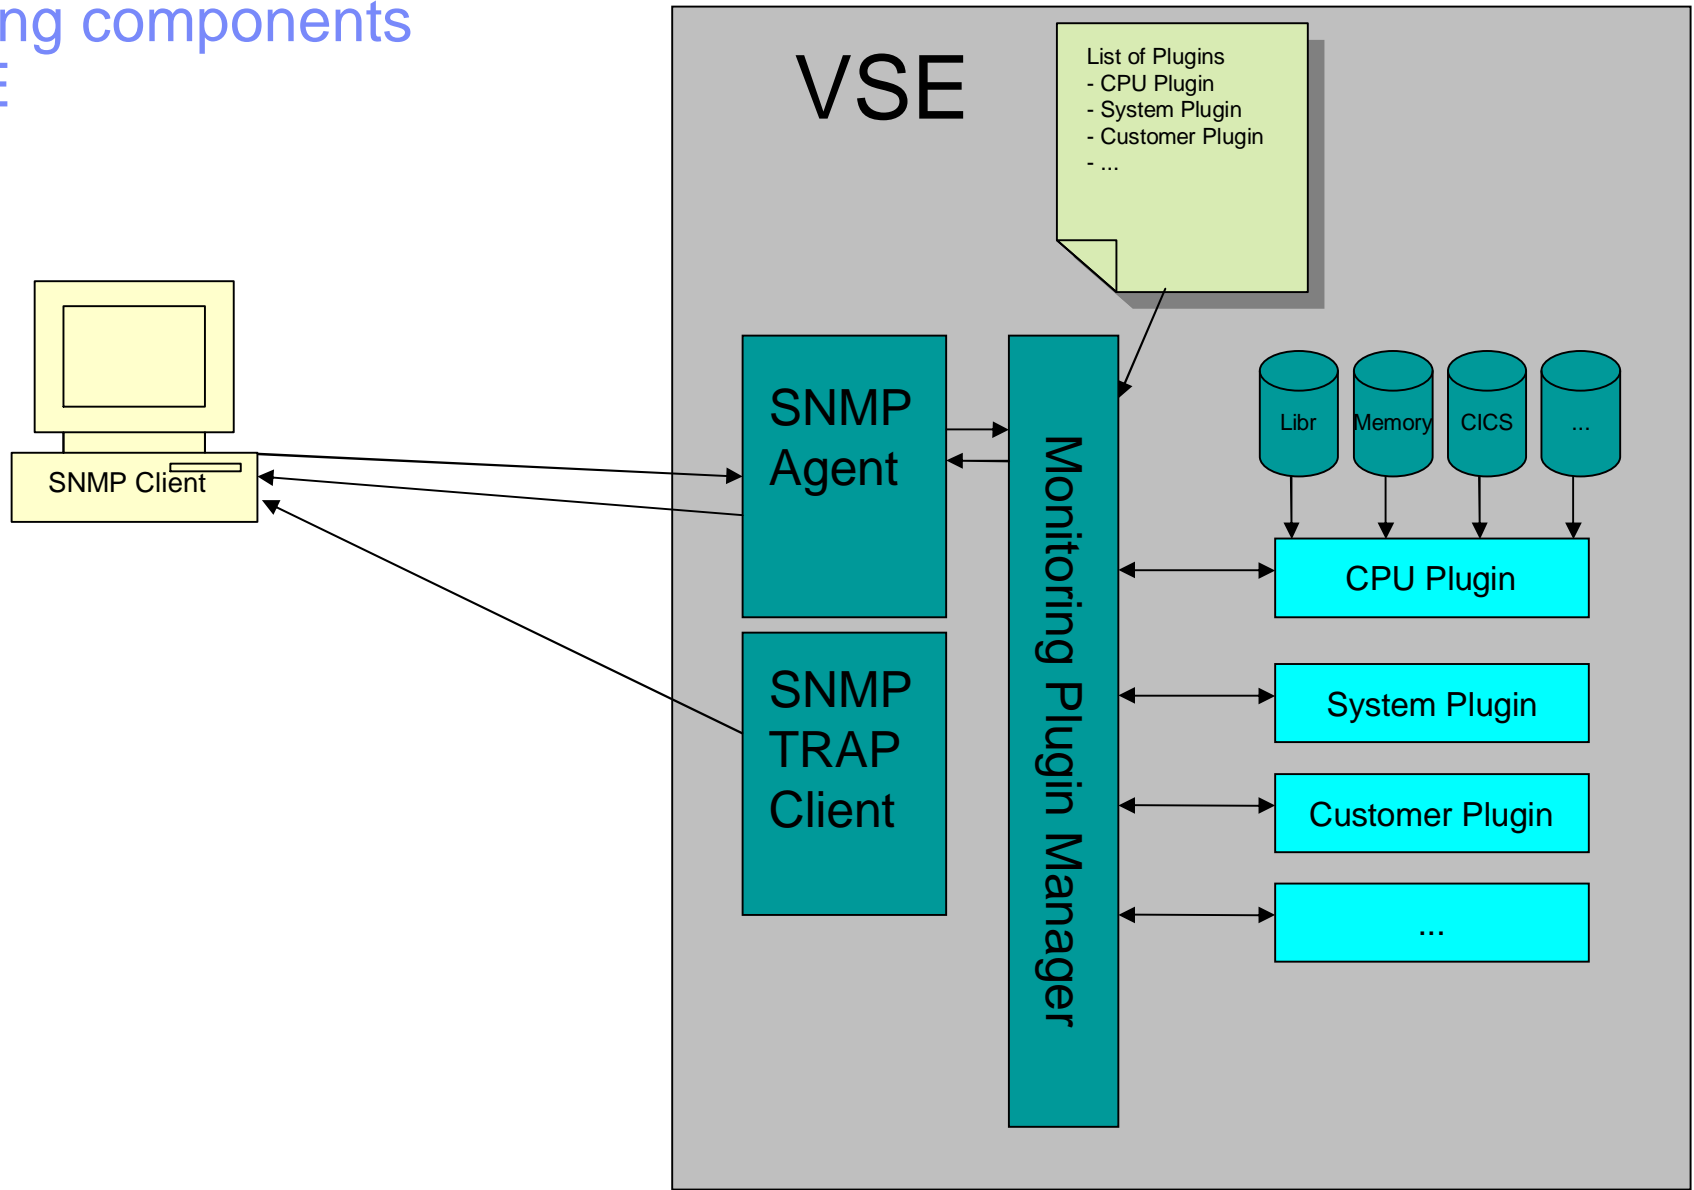 ng components
E
VSE
List of Plugins
- CPU Plugin
- System Plugin
- Customer Plugin
- ...
SNMP Client
SNMP
Agent
SNMP
TRAP
Client
Monitoring Plugin Manager
Libr
Memory
CICS
...
CPU Plugin
System Plugin
Customer Plugin
...